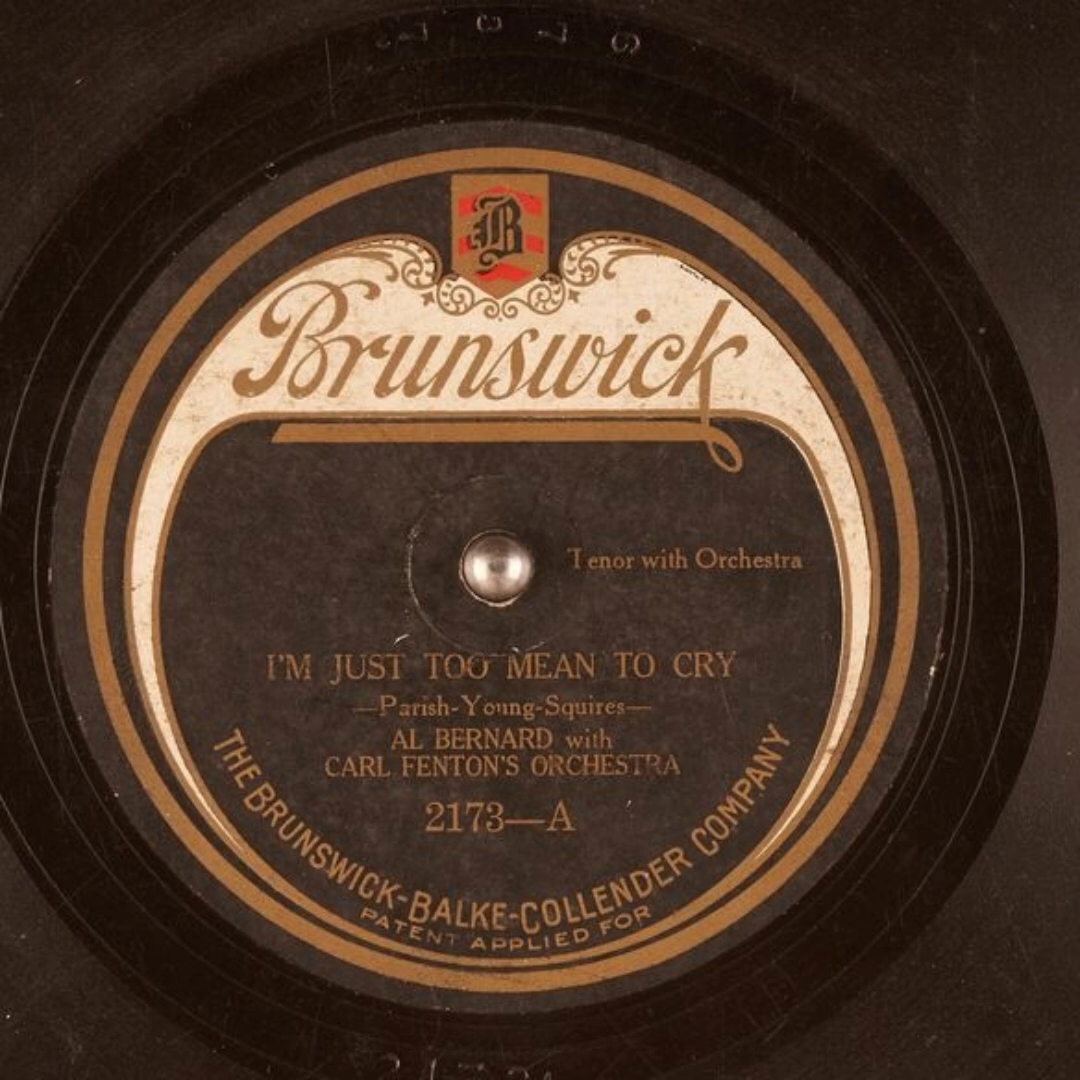 B
Brunswick
Tenor with Orchestra
I'M JUST TOO MEAN TO CRY
—Parish-Young-Squires—
AL BERNARD with
CARL FENTON'S ORCHESTRA
2173—A
THE BRUNSWICK-BALKE-COLLENDER COMPANY
PATENT APPLIED FOR